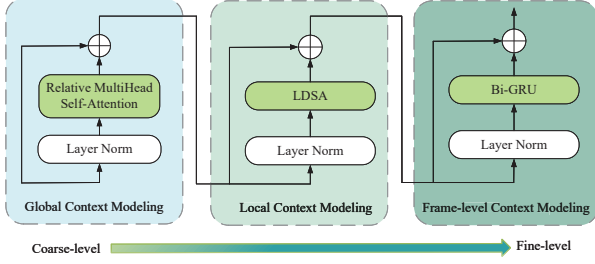 Relative MultiHead
Self-Attention
Layer Norm
Global Context Modeling
LDSA
Layer Norm
Local Context Modeling
Bi-GRU
Layer Norm
Frame-level Context Modeling
Coarse-level
Fine-level